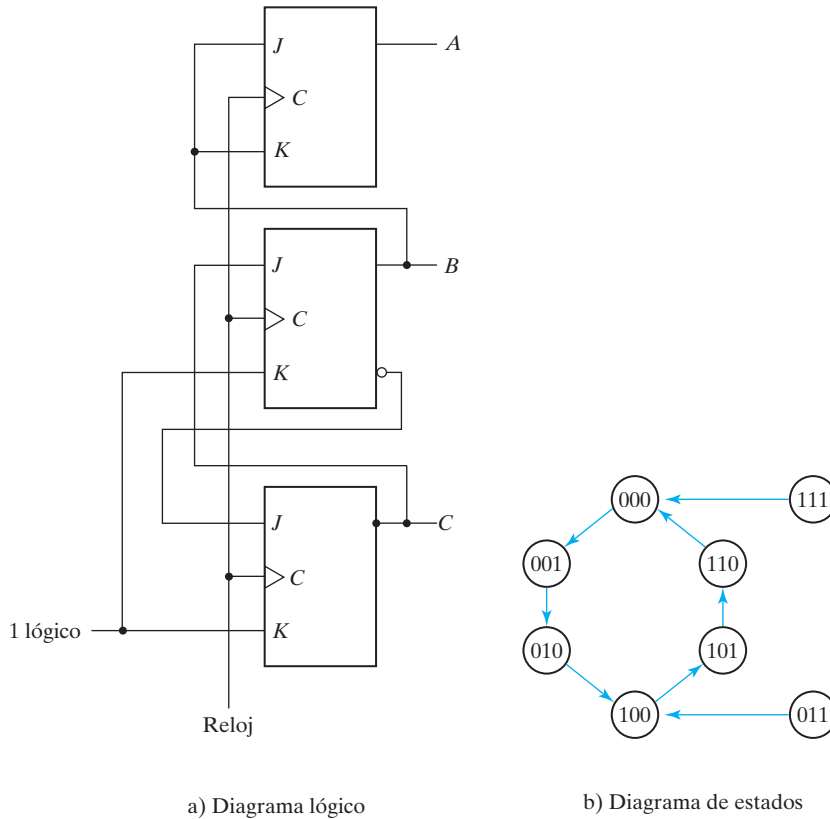 J
A
C
K
J
B
C
K
J
C
C
K
1 lógico
Reloj
a) Diagrama lógico
000
111
001
110
010
101
100
011
b) Diagrama de estados